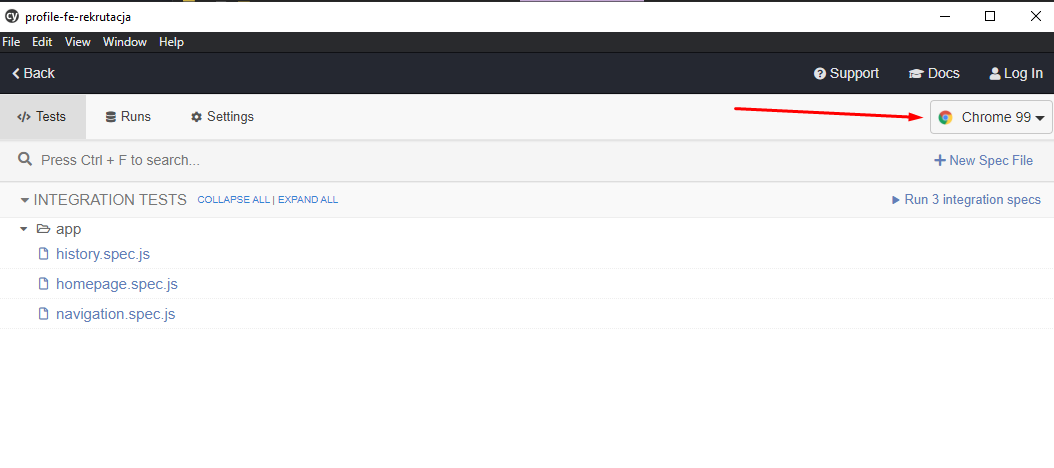 cy profile-fe-rekrutacja
File Edit View Window Help
Back Support Docs Log In
</> Tests Runs Settings Chrome 99
Press Ctrl + F to search... New Spec File
INTEGRATION TESTS COLLAPSE ALL | EXPAND ALL Run 3 integration specs
app
history.spec.js
homepage.spec.js
navigation.spec.js